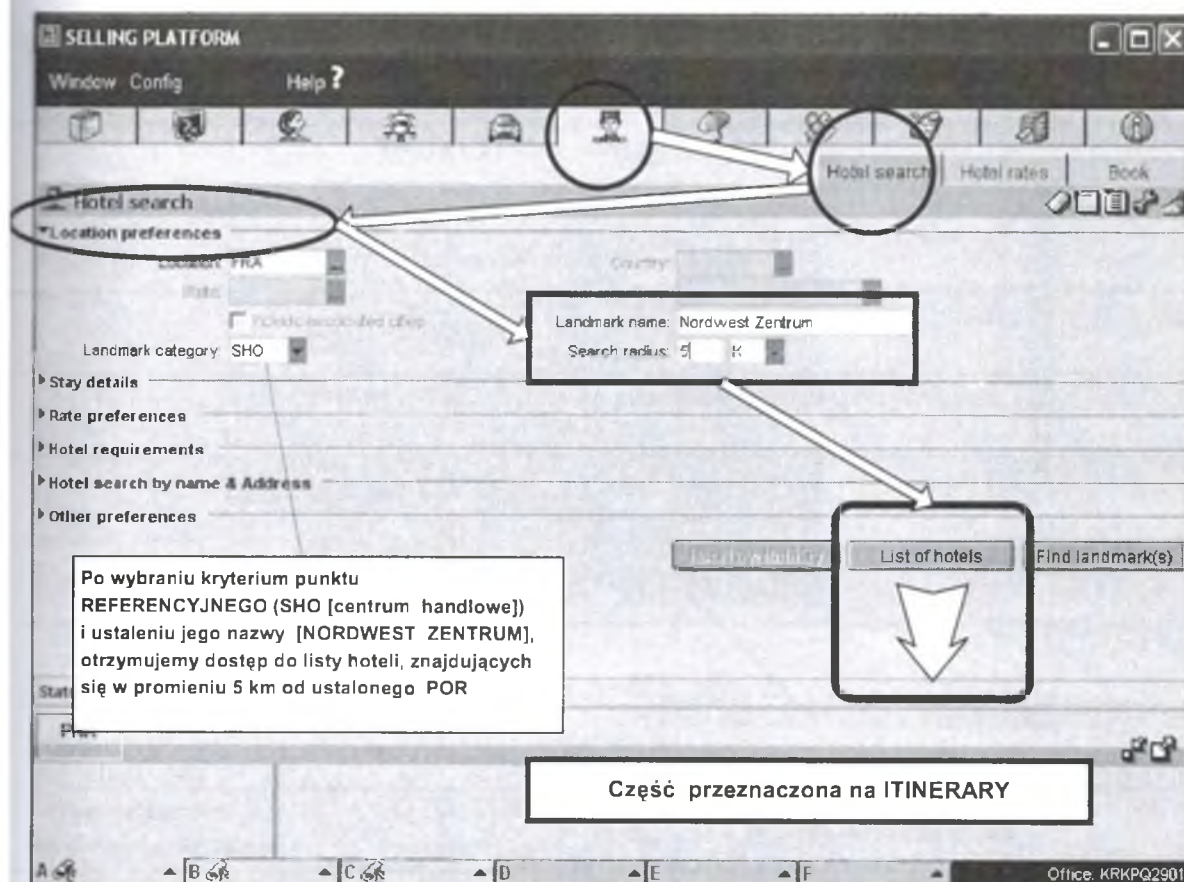 SELLING PLATFORM
Window Config Help ?
Hotel search Hotel rates Book
Hotel search
Location preferences
Location: FRA Country:
State:
Landmark name: Nordwest Zentrum
Landmark category: SHO Search radius: 5 K
Stay details
Rate preferences
Hotel requirements
Hotel search by name & Address
Other preferences
List of hotels Find landmark(s)
Po wybraniu kryterium punktu
REFERENCYJNEGO (SHO [centrum handlowe])
i ustaleniu jego nazwy [NORDWEST ZENTRUM],
otrzymujemy dostęp do listy hoteli, znajdujących
się w promieniu 5 km od ustalonego POR
PNR
Część przeznaczona na ITINERARY
A B C D E F Office: KRKPQ2901